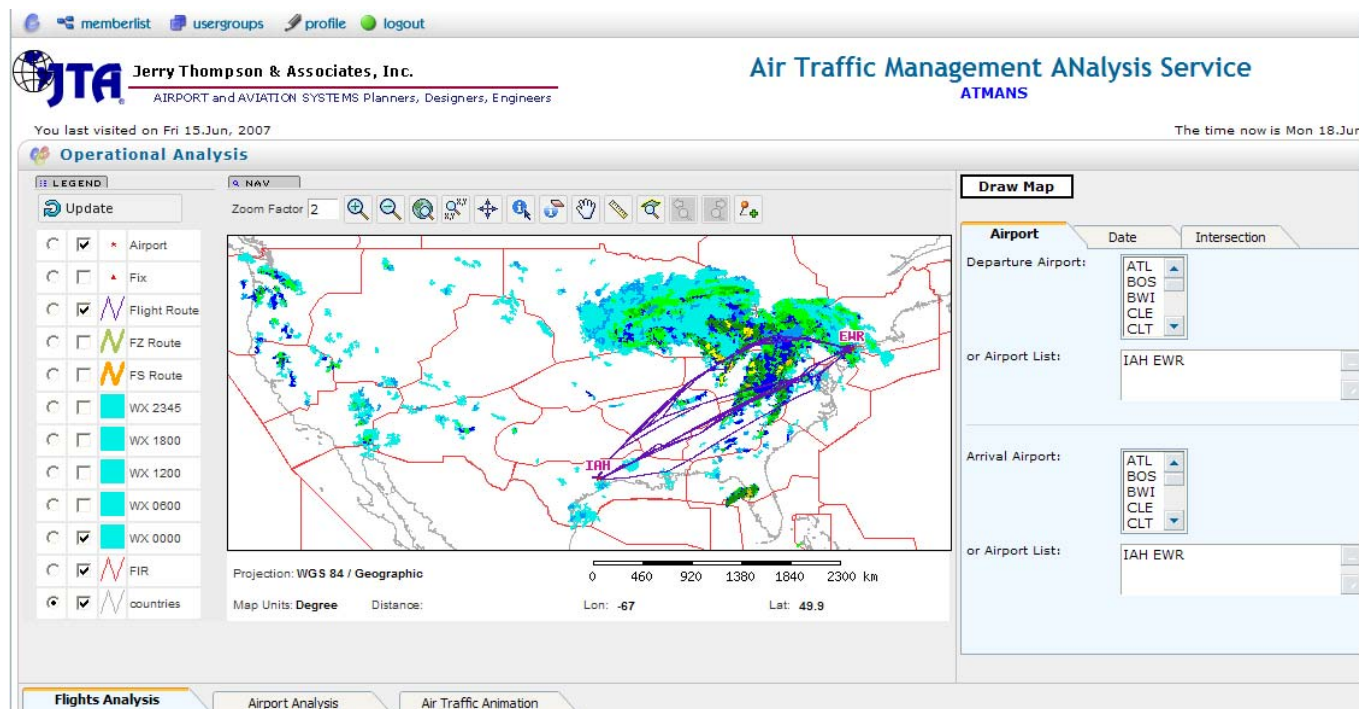 memberlist usergroups profile logout
JTA Jerry Thompson & Associates, Inc.
AIRPORT and AVIATION SYSTEMS Planners, Designers, Engineers
Air Traffic Management ANalysis Service
ATMANS
You last visited on Fri 15.Jun, 2007
The time now is Mon 18.Jun
Operational Analysis
LEGEND
NAV
Update
Zoom Factor 2
Airport
Fix
Flight Route
FZ Route
FS Route
WX 2345
WX 1800
WX 1200
WX 0600
WX 0000
FIR
countries
EWR
IAH
Projection: WGS 84 / Geographic
0 460 920 1380 1840 2300 km
Map Units: Degree Distance: Lon: -67 Lat: 49.9
Draw Map
Airport Date Intersection
Departure Airport:
ATL
BOS
BWI
CLE
CLT
or Airport List:
IAH EWR
Arrival Airport:
ATL
BOS
BWI
CLE
CLT
or Airport List:
IAH EWR
Flights Analysis Airport Analysis Air Traffic Animation